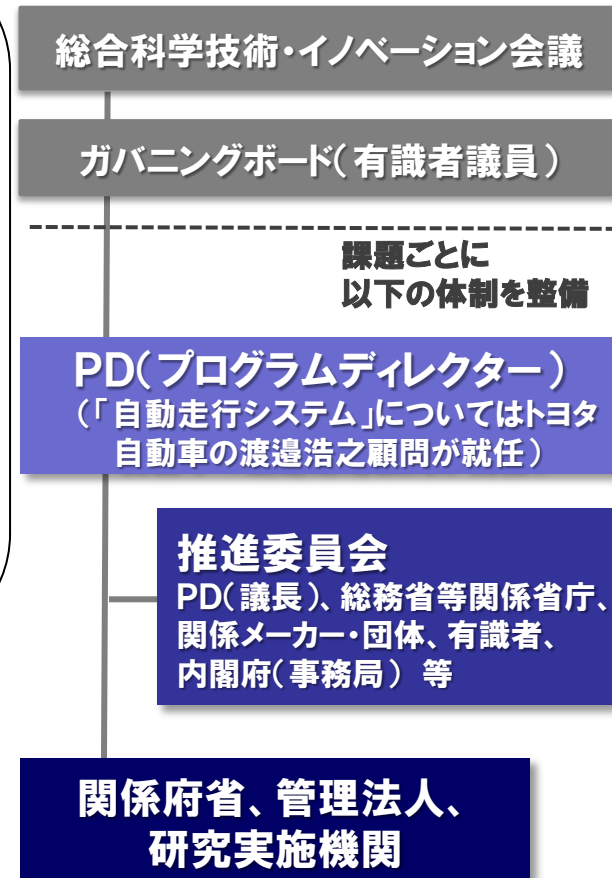 総合科学技術・イノベーション会議
ガバニングボード（有識者議員）
課題ごとに
以下の体制を整備
PD（プログラムディレクター）
（「自動走行システム」についてはトヨタ
自動車の渡邉浩之顧問が就任）
推進委員会
PD（議長）、総務省等関係省庁、
関係メーカー・団体、有識者、
内閣府（事務局） 等
関係府省、管理法人、
研究実施機関